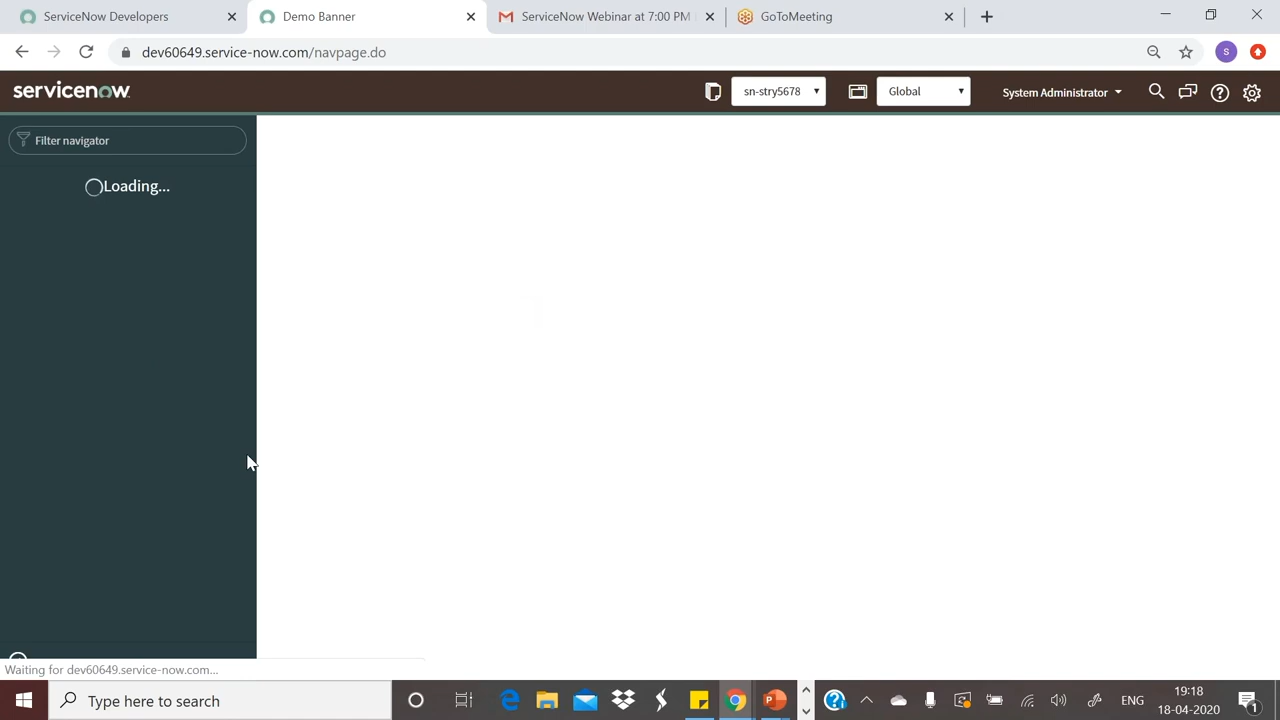 ServiceNow Developers
Demo Banner
ServiceNow Webinar at 7:00 PM
GoToMeeting
dev60649.service-now.com/navpage.do
S
servicenow
sn-stry5678
Global
System Administrator
Filter navigator
Loading...
Waiting for dev60649.service-now.com...
Type here to search
ENG
19:18
18-04-2020
1